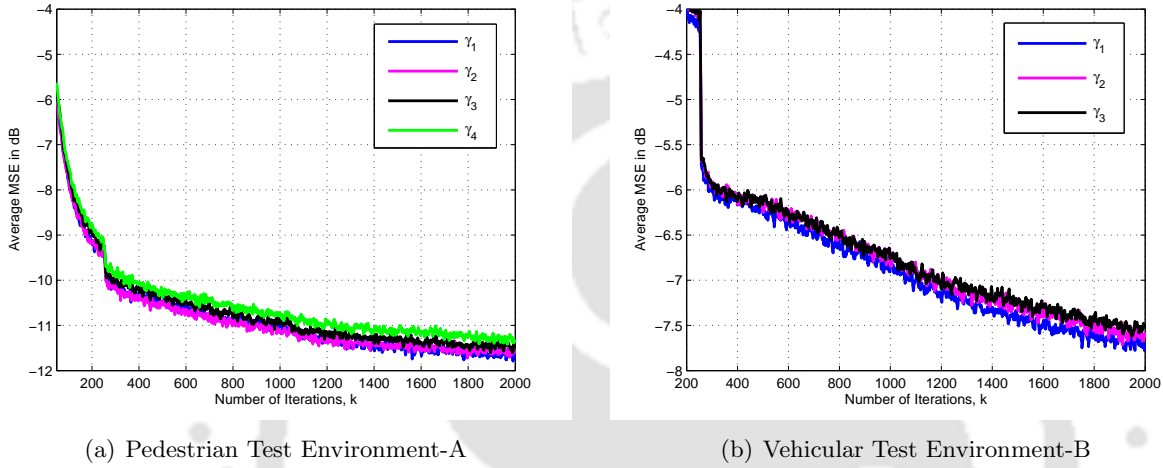 −4
−5
−6
−7
−8
−9
−10
−11
−12
Average MSE in dB
200 400 600 800 1000 1200 1400 1600 1800 2000
Number of Iterations, k
γ1
γ2
γ3
γ4
(a) Pedestrian Test Environment-A
−4
−4.5
−5
−5.5
−6
−6.5
−7
−7.5
−8
Average MSE in dB
200 400 600 800 1000 1200 1400 1600 1800 2000
Number of Iterations, k
γ1
γ2
γ3
(b) Vehicular Test Environment-B